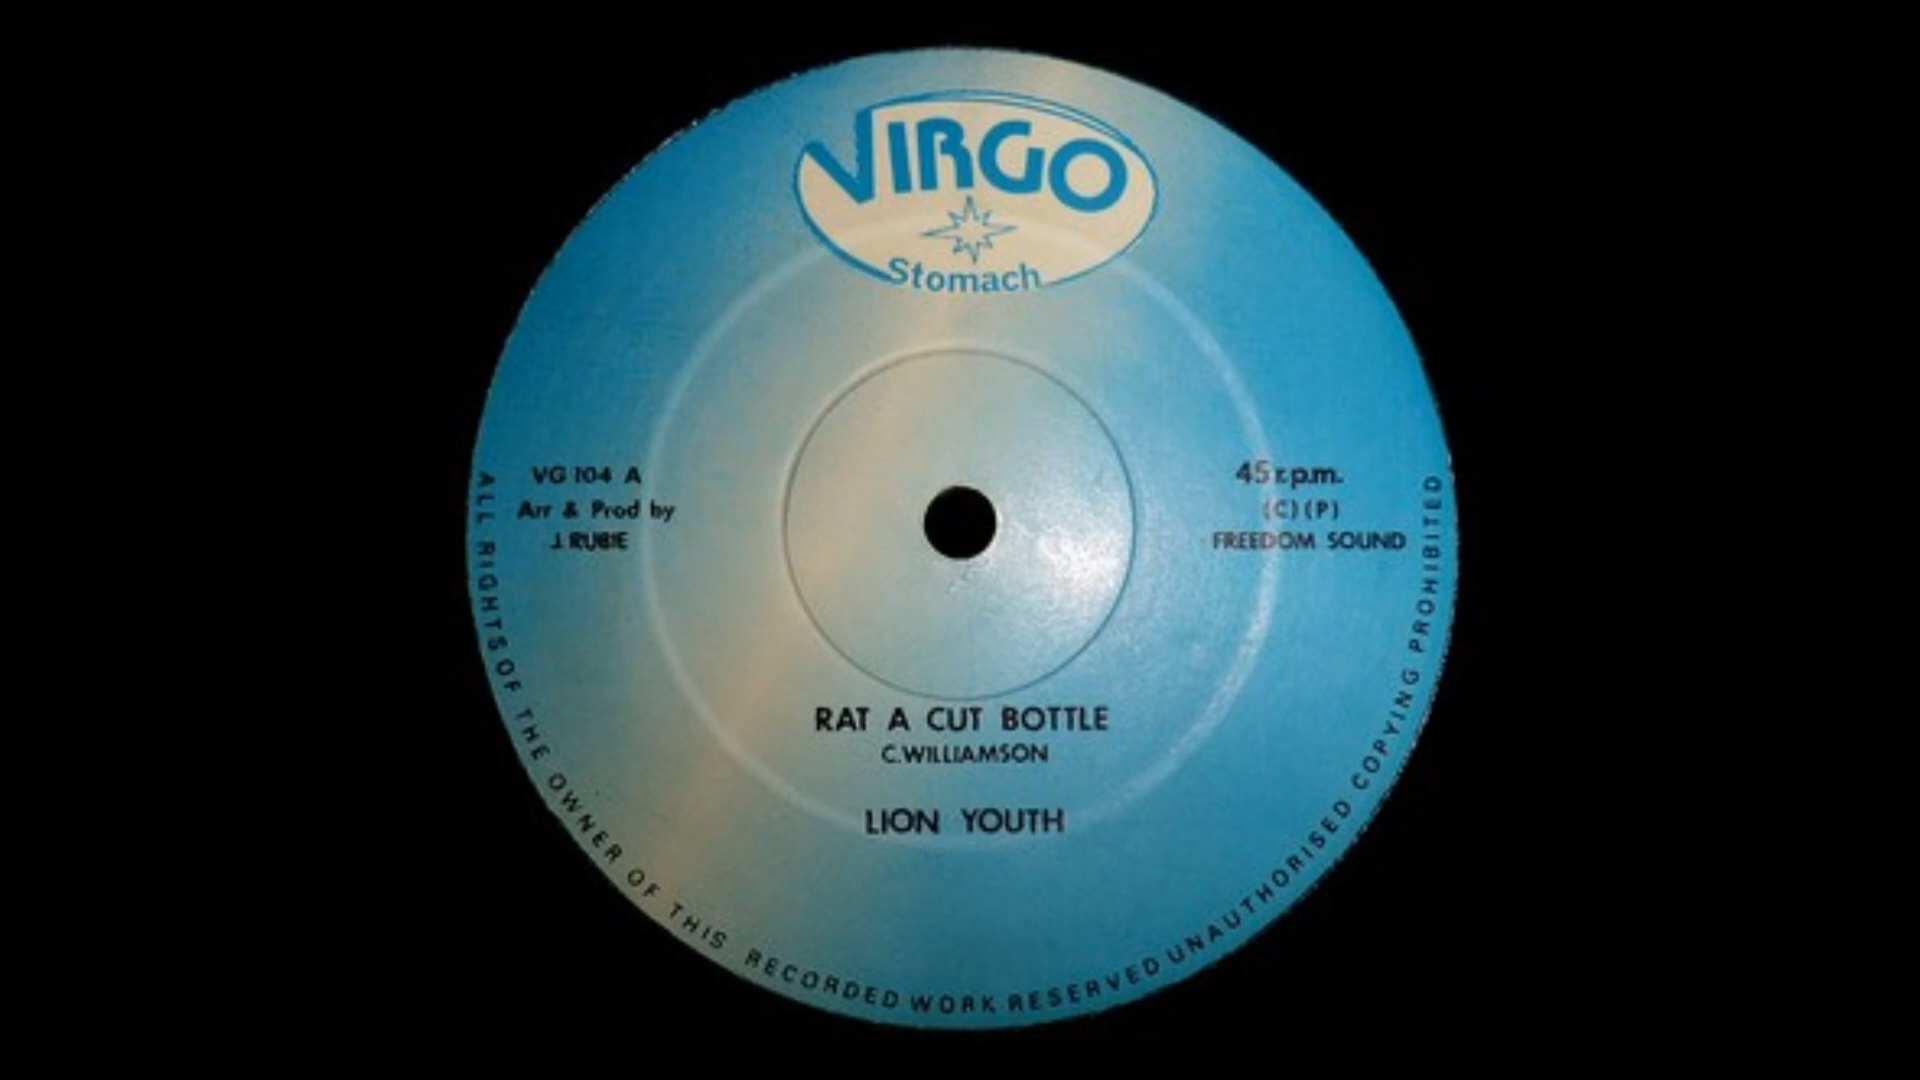 VIRGO
Stomach
VG 104 A
Arr & Prod by
J. RUBIE
45 r.p.m.
(C) (P)
FREEDOM SOUND
RAT A CUT BOTTLE
C.WILLIAMSON
LION YOUTH
ALL RIGHTS OF THE OWNER OF THIS RECORDED WORK RESERVED UNAUTHORISED COPYING PROHIBITED